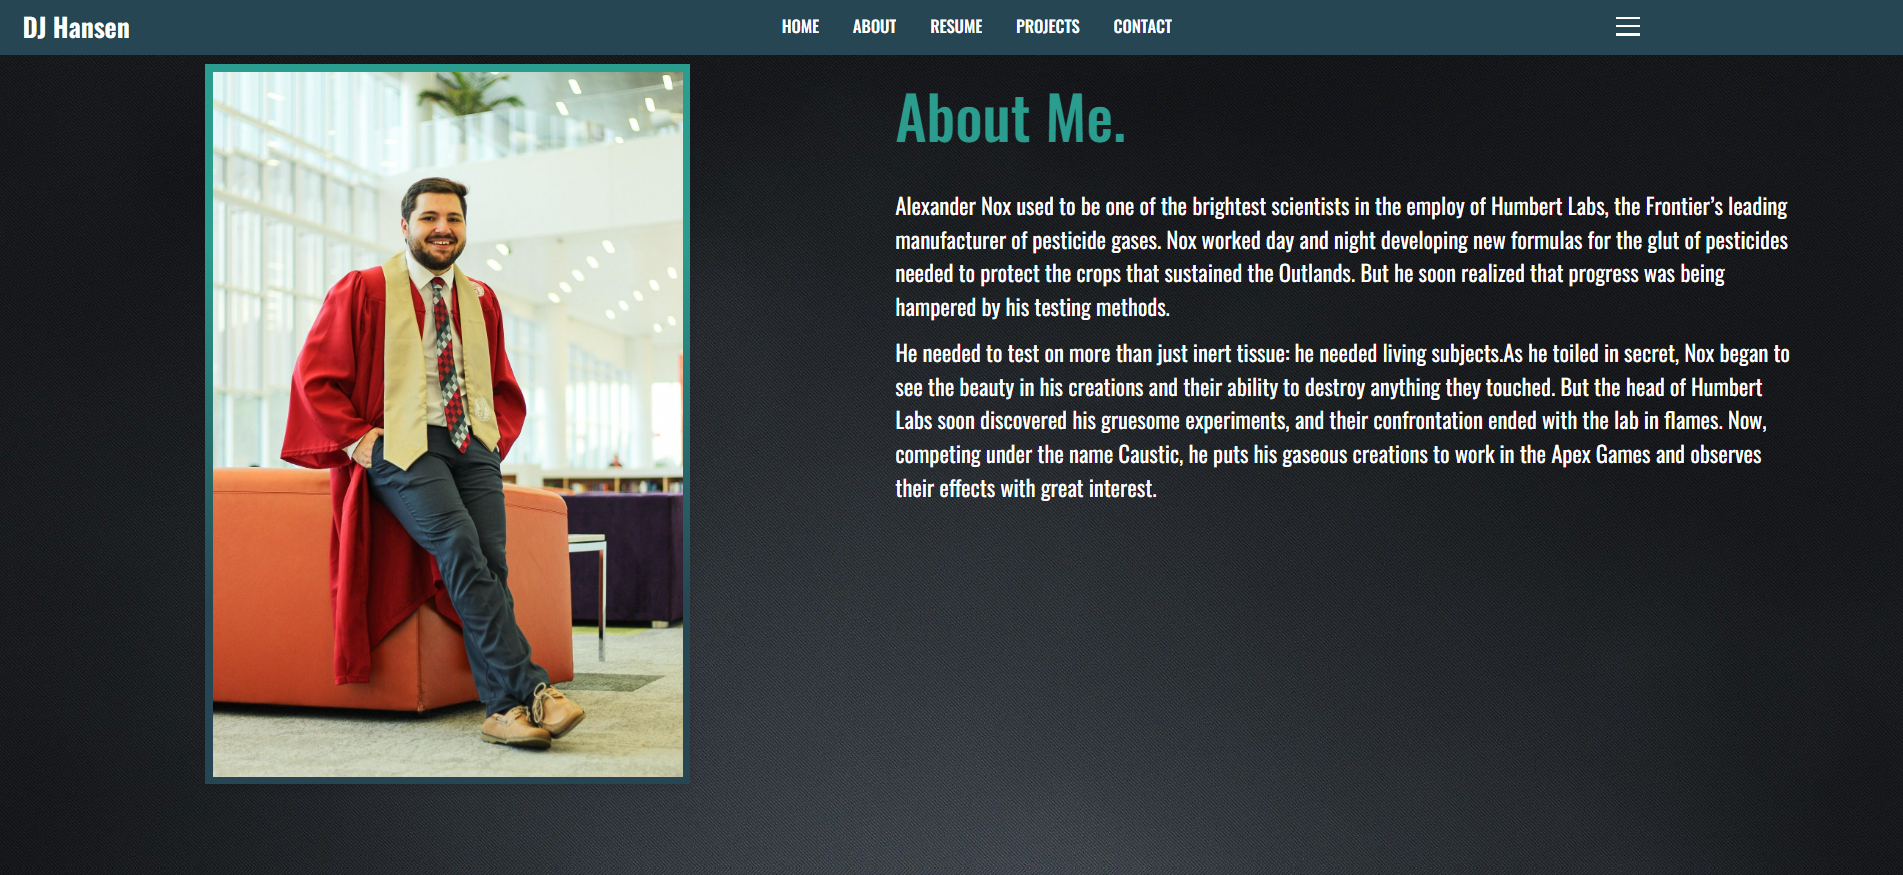 DJ Hansen
HOME ABOUT RESUME PROJECTS CONTACT
About Me.
Alexander Nox used to be one of the brightest scientists in the employ of Humbert Labs, the Frontier’s leading
manufacturer of pesticide gases. Nox worked day and night developing new formulas for the glut of pesticides
needed to protect the crops that sustained the Outlands. But he soon realized that progress was being
hampered by his testing methods.
He needed to test on more than just inert tissue: he needed living subjects.As he toiled in secret, Nox began to
see the beauty in his creations and their ability to destroy anything they touched. But the head of Humbert
Labs soon discovered his gruesome experiments, and their confrontation ended with the lab in flames. Now,
competing under the name Caustic, he puts his gaseous creations to work in the Apex Games and observes
their effects with great interest.